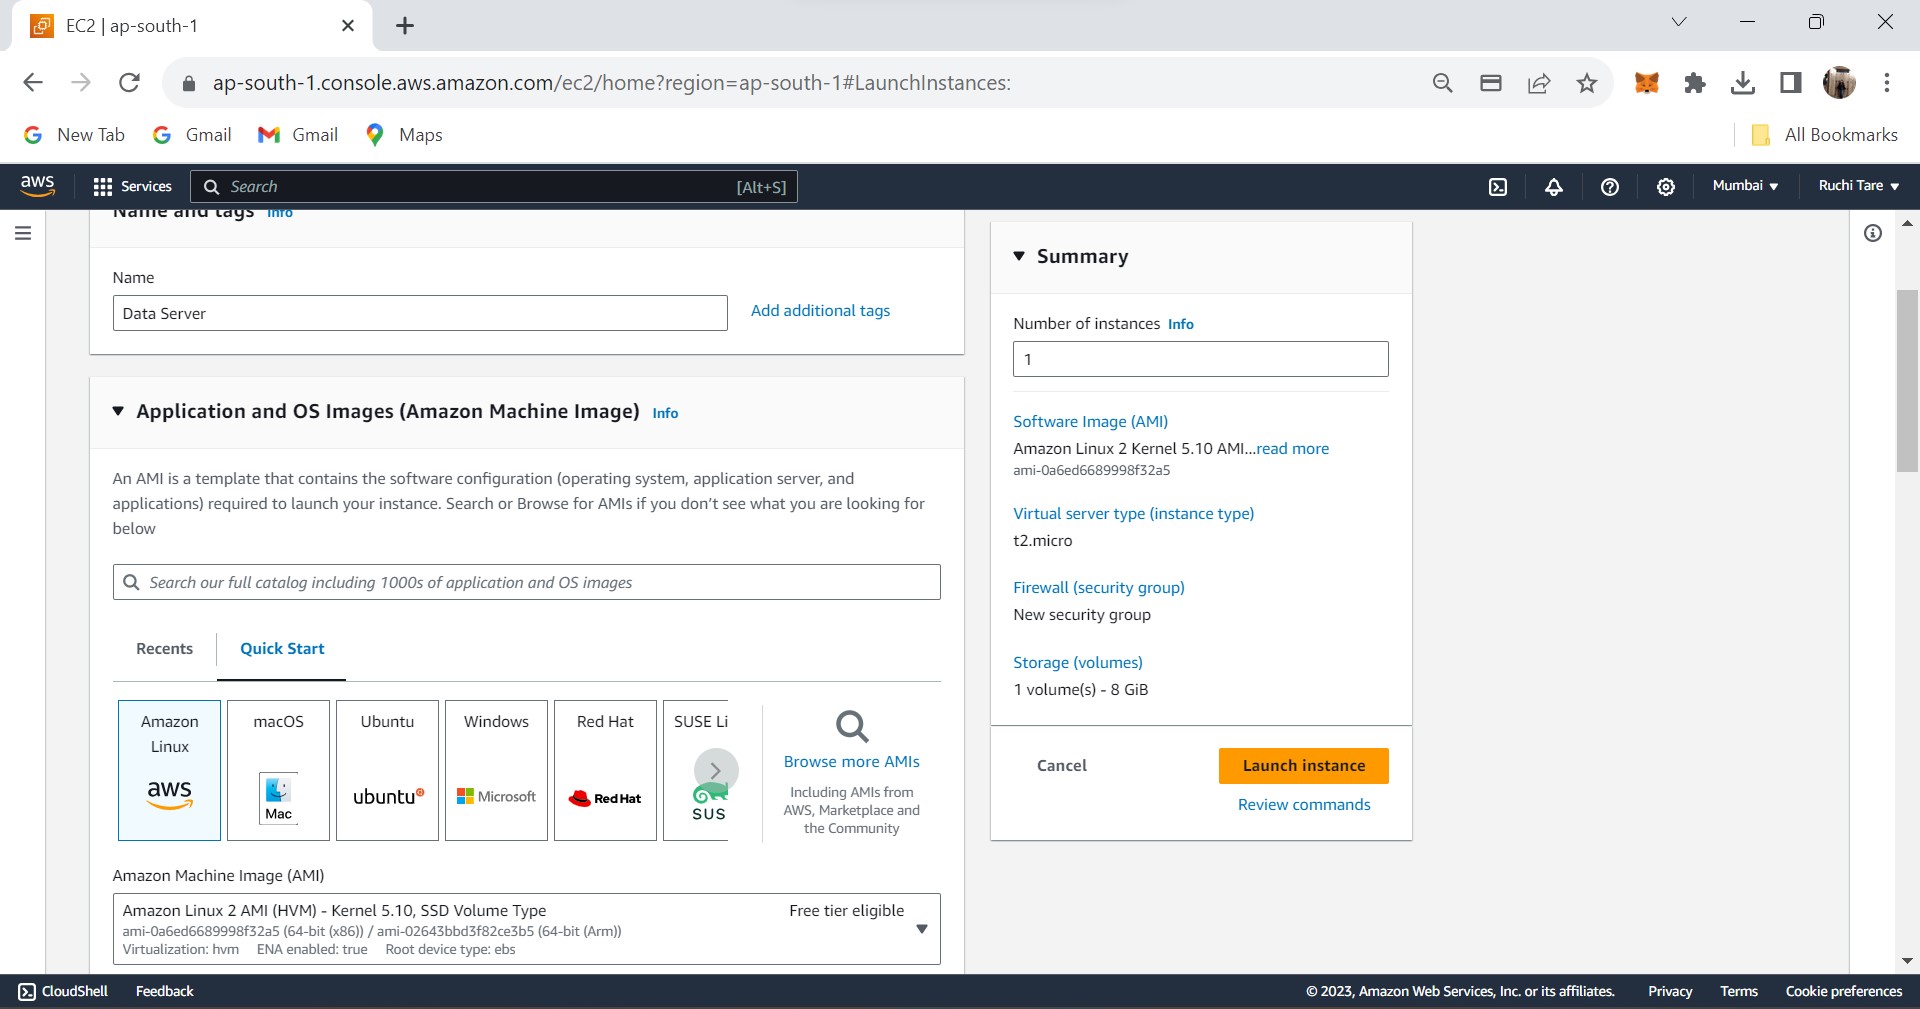 EC2 | ap-south-1
ap-south-1.console.aws.amazon.com/ec2/home?region=ap-south-1#LaunchInstances:
New Tab
Gmail
Gmail
Maps
All Bookmarks
aws
Services
Search
[Alt+S]
Mumbai
Ruchi Tare
Name and tags Info
Name
Data Server
Add additional tags
Application and OS Images (Amazon Machine Image) Info
An AMI is a template that contains the software configuration (operating system, application server, and
applications) required to launch your instance. Search or Browse for AMIs if you don't see what you are looking for
below
Search our full catalog including 1000s of application and OS images
Recents
Quick Start
Amazon
Linux
aws
macOS
Mac
Ubuntu
ubuntu
Windows
Microsoft
Red Hat
Red Hat
SUSE Li
SUS
Browse more AMIs
Including AMIs from
AWS, Marketplace and
the Community
Amazon Machine Image (AMI)
Amazon Linux 2 AMI (HVM) - Kernel 5.10, SSD Volume Type
Free tier eligible
ami-0a6ed6689998f32a5 (64-bit (x86)) / ami-02643bbd3f82ce3b5 (64-bit (Arm))
Virtualization: hvm ENA enabled: true Root device type: ebs
Summary
Number of instances Info
1
Software Image (AMI)
Amazon Linux 2 Kernel 5.10 AMI...read more
ami-0a6ed6689998f32a5
Virtual server type (instance type)
t2.micro
Firewall (security group)
New security group
Storage (volumes)
1 volume(s) - 8 GiB
Cancel
Launch instance
Review commands
CloudShell
Feedback
© 2023, Amazon Web Services, Inc. or its affiliates.
Privacy
Terms
Cookie preferences